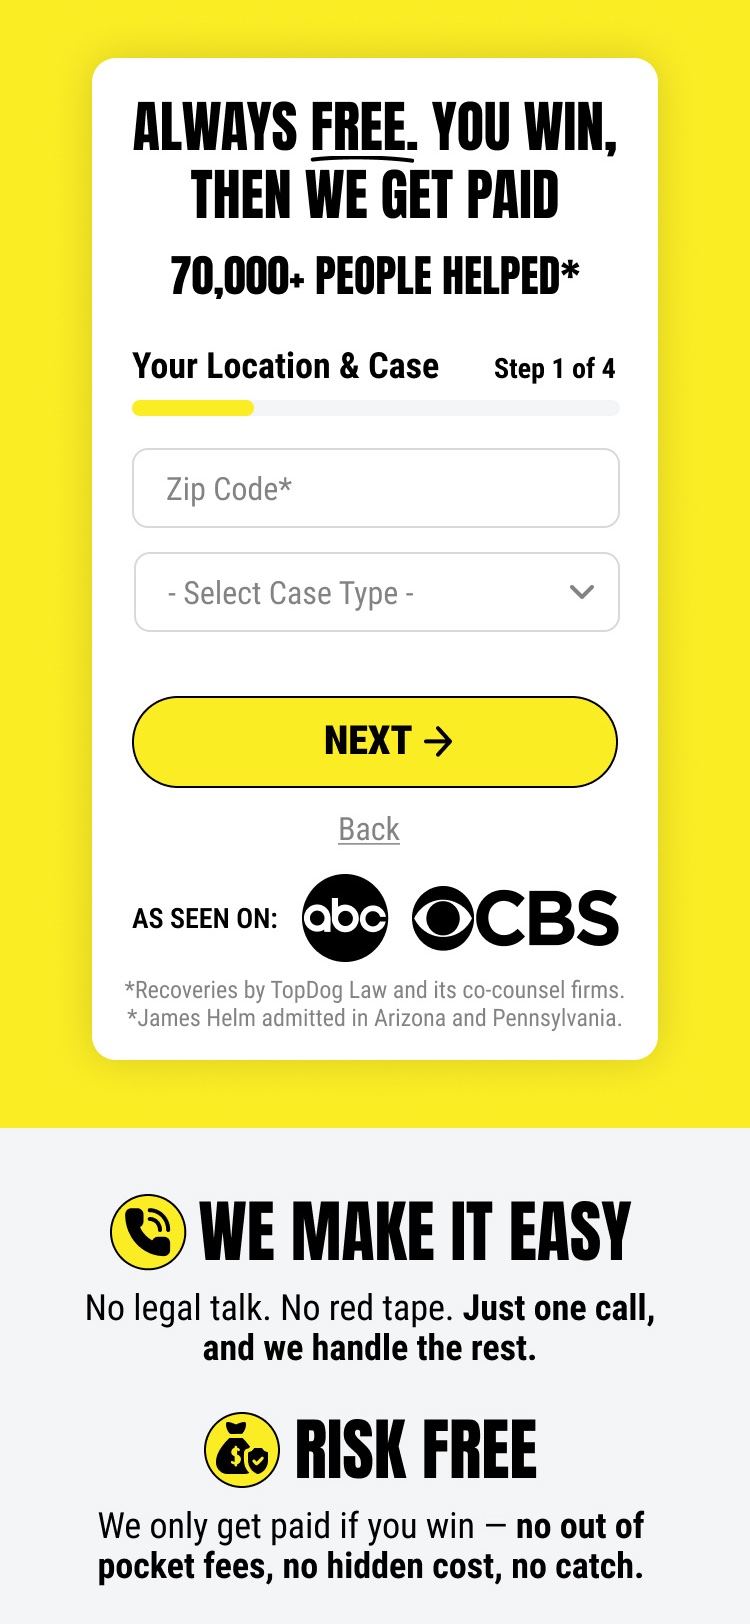 ALWAYS FREE. YOU WIN,
THEN WE GET PAID
70,000+ PEOPLE HELPED*
Your Location & Case Step 1 of 4
Zip Code*
- Select Case Type -
NEXT →
Back
AS SEEN ON: abc CBS
*Recoveries by TopDog Law and its co-counsel firms.
*James Helm admitted in Arizona and Pennsylvania.
WE MAKE IT EASY
No legal talk. No red tape. Just one call,
and we handle the rest.
$ RISK FREE
We only get paid if you win — no out of
pocket fees, no hidden cost, no catch.